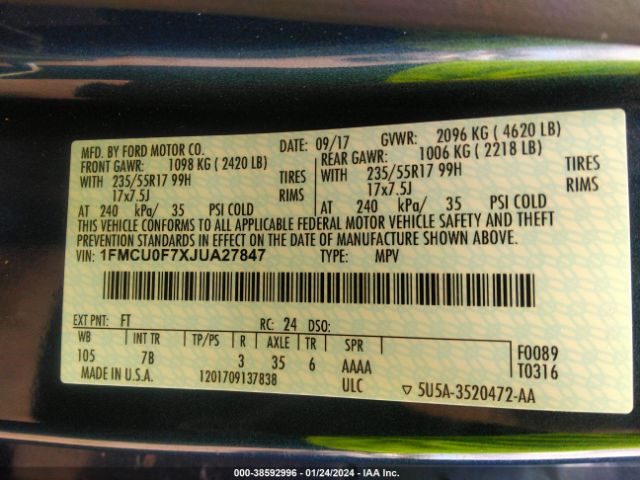 MFD. BY FORD MOTOR CO. DATE: 09/17 GVWR: 2096 KG ( 4620 LB)
FRONT GAWR: 1098 KG ( 2420 LB) REAR GAWR: 1006 KG ( 2218 LB)
WITH 235/55R17 99H TIRES WITH 235/55R17 99H TIRES
17x7.5J RIMS 17x7.5J RIMS
AT 240 kPa/ 35 PSI COLD AT 240 kPa/ 35 PSI COLD
THIS VEHICLE CONFORMS TO ALL APPLICABLE FEDERAL MOTOR VEHICLE SAFETY AND THEFT
PREVENTION STANDARDS IN EFFECT ON THE DATE OF MANUFACTURE SHOWN ABOVE.
VIN: 1FMCU0F7XJUA27847 TYPE: MPV
EXT PNT: FT RC: 24 DSO:
WB INT TR TP/PS R AXLE TR SPR
105 7B 3 35 6 AAAA
F0089
T0316
MADE IN U.S.A. 1201709137838 ULC ▽ 5U5A-3520472-AA
000-38592996 - 01/24/2024 - IAA Inc.